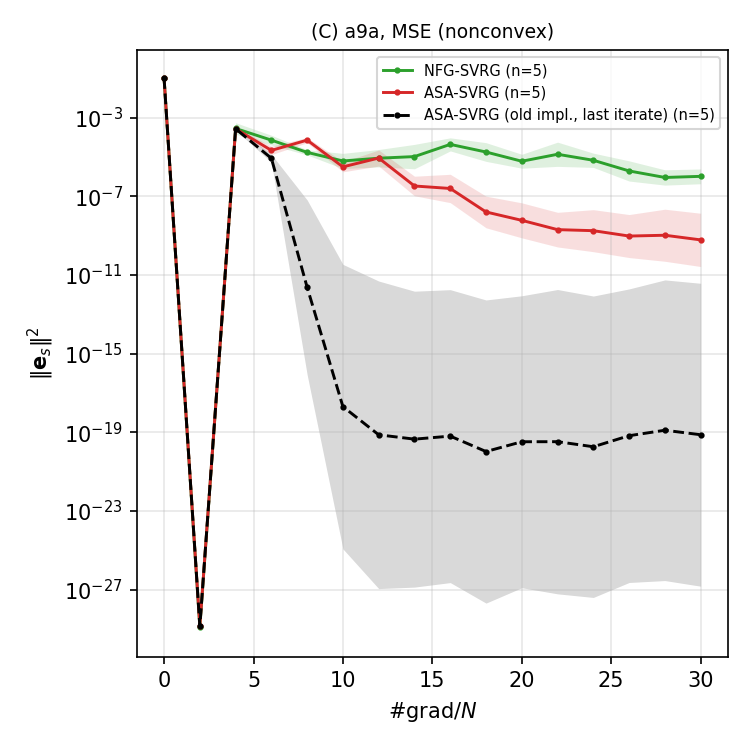 (C) a9a, MSE (nonconvex)
NFG-SVRG (n=5)
ASA-SVRG (n=5)
ASA-SVRG (old impl., last iterate) (n=5)
10⁻³
10⁻⁷
10⁻¹¹
10⁻¹⁵
10⁻¹⁹
10⁻²³
10⁻²⁷
‖𝐞ₛ‖²
0 5 10 15 20 25 30
#grad/N